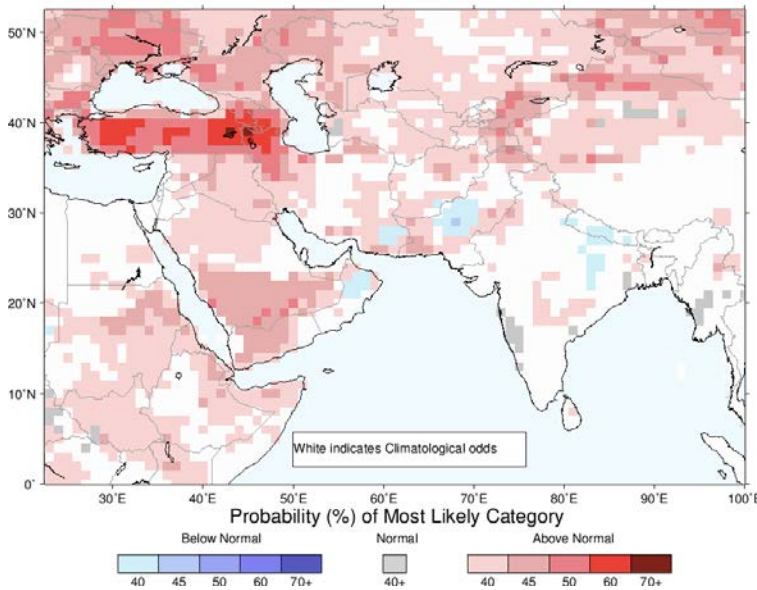 50°N
40°N
30°N
20°N
10°N
0°
30°E 40°E 50°E 60°E 70°E 80°E 90°E 100°E
White indicates Climatological odds
Probability (%) of Most Likely Category
Below Normal Normal Above Normal
40 45 50 60 70+ 40+ 40 45 50 60 70+